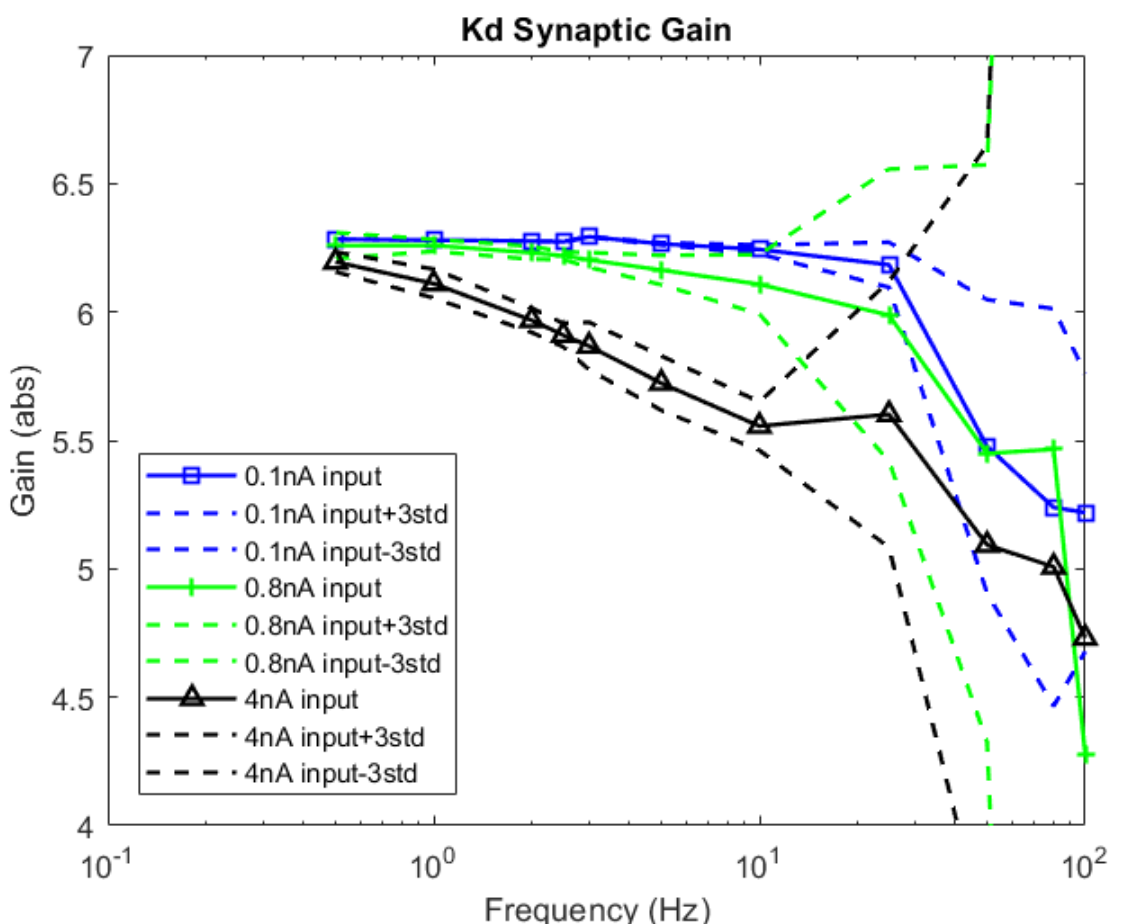 Kd Synaptic Gain
7
6.5
6
5.5
5
4.5
4
Gain (abs)
0.1nA input
0.1nA input+3std
0.1nA input-3std
0.8nA input
0.8nA input+3std
0.8nA input-3std
4nA input
4nA input+3std
4nA input-3std
10^-1 10^0 10^1 10^2
Frequency (Hz)